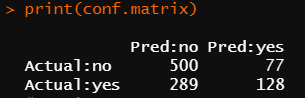 > print(conf.matrix)
Pred:no Pred:yes
Actual:no 500 77
Actual:yes 289 128